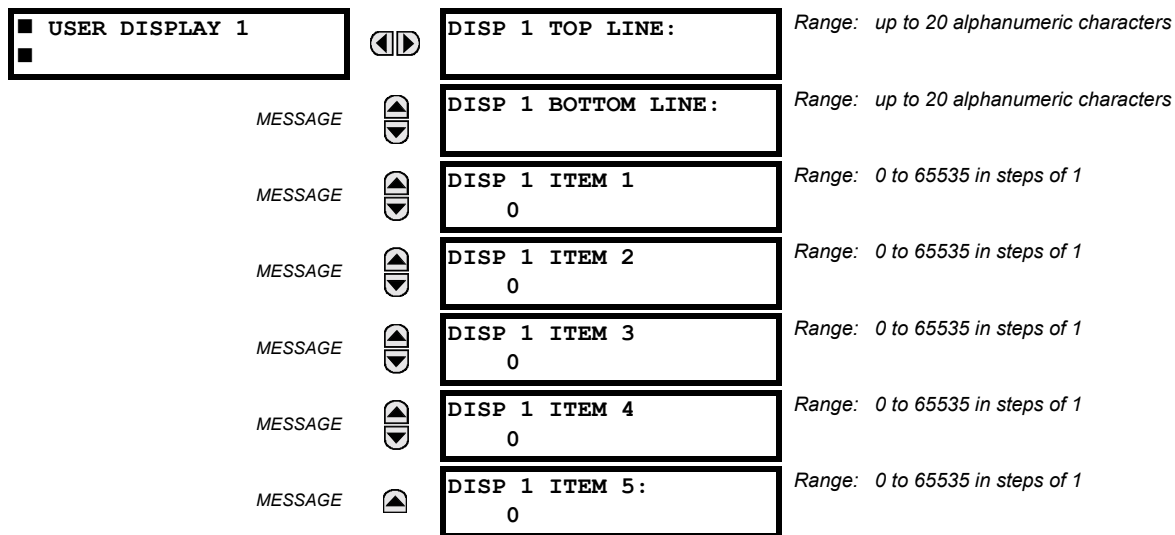 ■ USER DISPLAY 1
■
DISP 1 TOP LINE:
Range: up to 20 alphanumeric characters
MESSAGE
DISP 1 BOTTOM LINE:
Range: up to 20 alphanumeric characters
MESSAGE
DISP 1 ITEM 1
0
Range: 0 to 65535 in steps of 1
MESSAGE
DISP 1 ITEM 2
0
Range: 0 to 65535 in steps of 1
MESSAGE
DISP 1 ITEM 3
0
Range: 0 to 65535 in steps of 1
MESSAGE
DISP 1 ITEM 4
0
Range: 0 to 65535 in steps of 1
MESSAGE
DISP 1 ITEM 5:
0
Range: 0 to 65535 in steps of 1